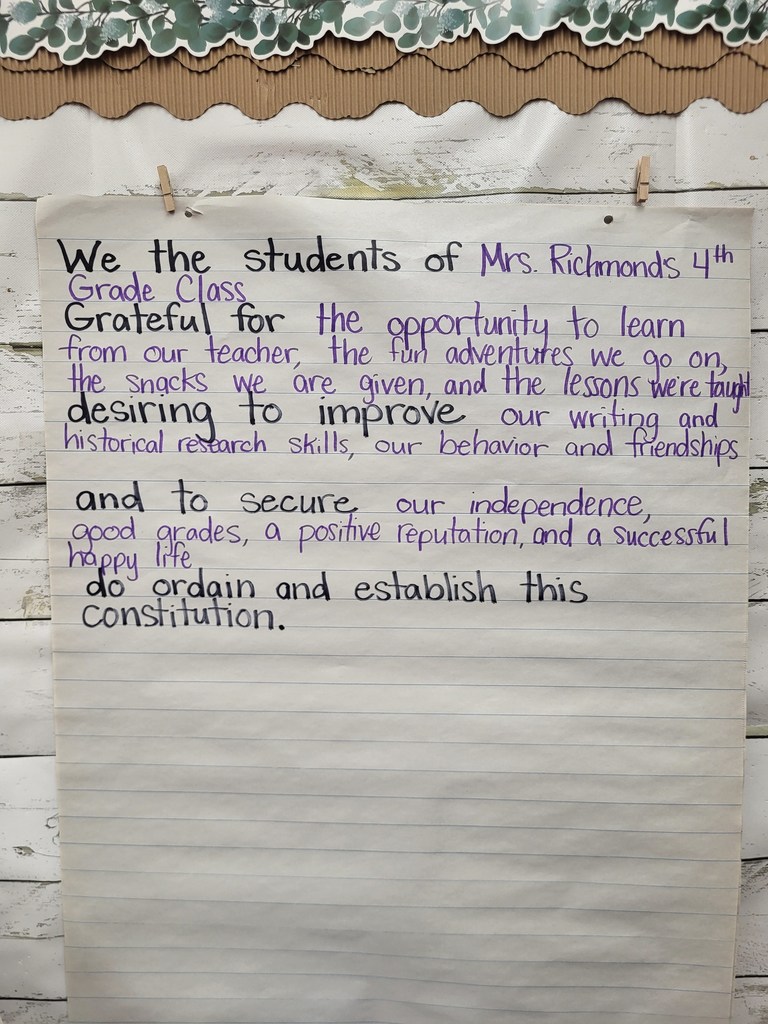 We the students of Mrs. Richmond's 4th
Grade Class
Grateful for the opportunity to learn
from our teacher, the fun adventures we go on,
the snacks we are given, and the lessons we're taught
desiring to improve our writing and
historical research skills, our behavior and friendships
and to secure our independence,
good grades, a positive reputation, and a successful
happy life
do ordain and establish this
constitution.